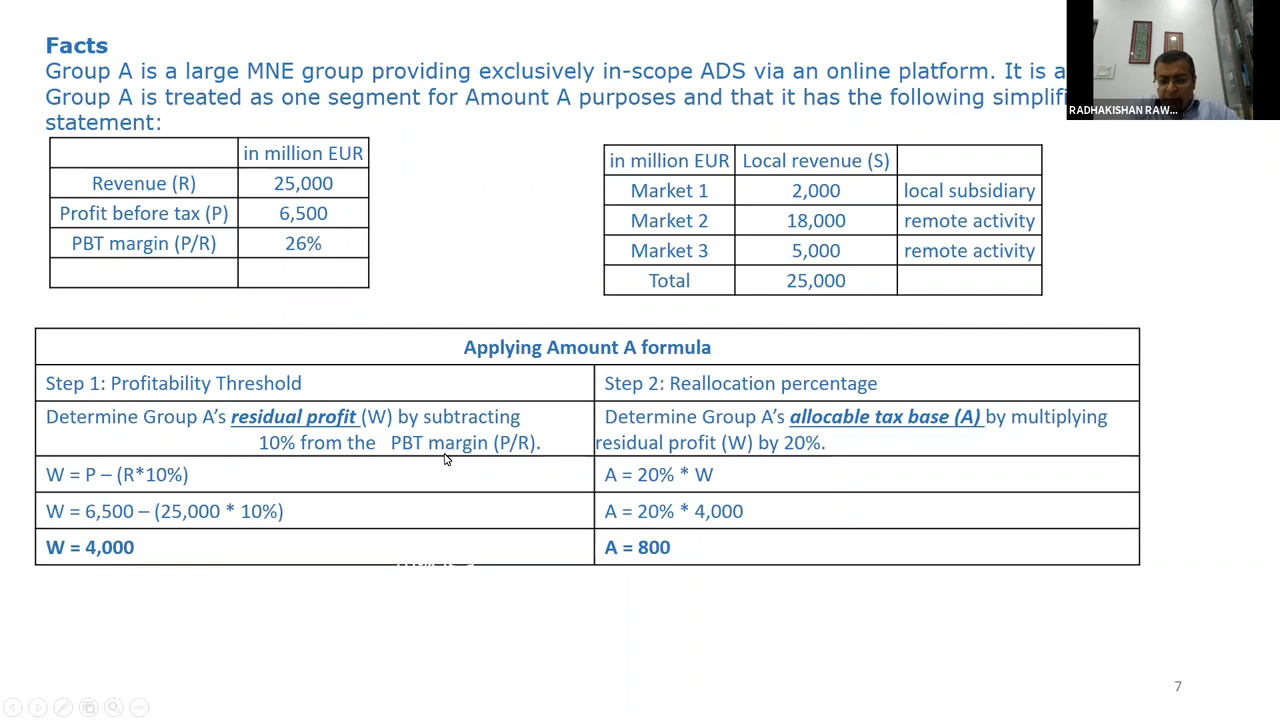 Facts
Group A is a large MNE group providing exclusively in-scope ADS via an online platform. It is a
Group A is treated as one segment for Amount A purposes and that it has the following
statement:
RADHAKISHAN RAW...
in million EUR
Revenue (R) 25,000
Profit before tax (P) 6,500
PBT margin (P/R) 26%
in million EUR Local revenue (S)
Market 1 2,000 local subsidiary
Market 2 18,000 remote activity
Market 3 5,000 remote activity
Total 25,000
Applying Amount A formula
Step 1: Profitability Threshold Step 2: Reallocation percentage
Determine Group A's residual profit (W) by subtracting
10% from the PBT margin (P/R).
Determine Group A's allocable tax base (A) by multiplying
residual profit (W) by 20%.
W = P – (R*10%) A = 20% * W
W = 6,500 – (25,000 * 10%) A = 20% * 4,000
W = 4,000 A = 800
7